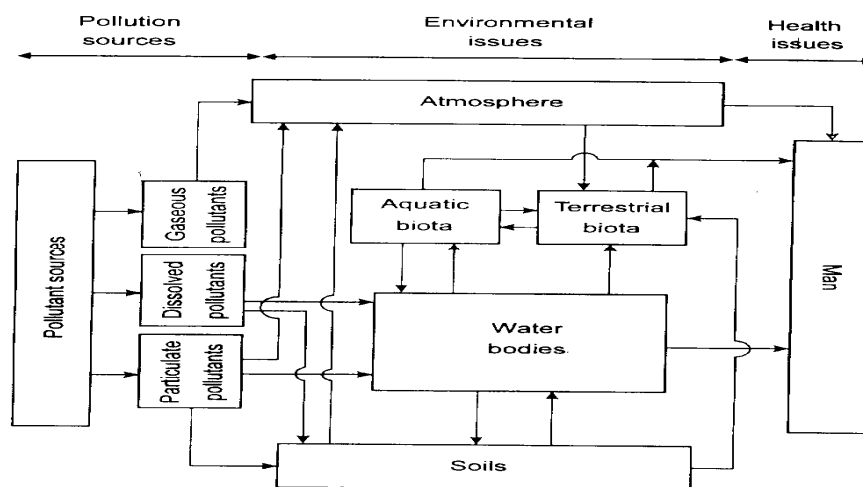 Pollution
sources
Environmental
issues
Health
issues
Atmosphere
Pollutant sources
Gaseous
pollutants
Dissolved
pollutants
Particulate
pollutants
Aquatic
biota
Terrestrial
biota
Water
bodies
Soils
Man